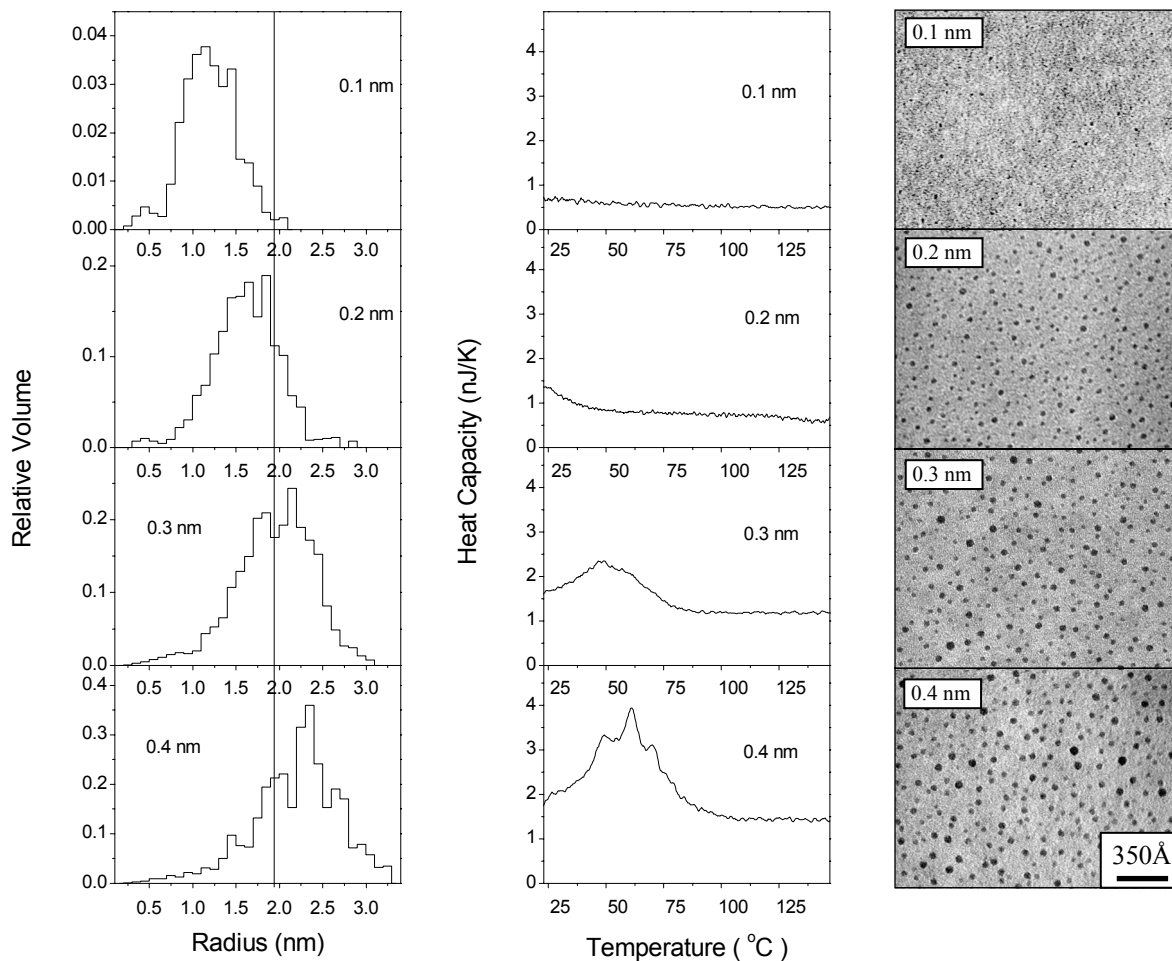 Relative Volume
0.04
0.03
0.02
0.01
0.00
0.1 nm
0.5 1.0 1.5 2.0 2.5 3.0
0.2
0.1
0.0
0.2 nm
0.5 1.0 1.5 2.0 2.5 3.0
0.2
0.1
0.0
0.3 nm
0.5 1.0 1.5 2.0 2.5 3.0
0.4
0.3
0.2
0.1
0.0
0.4 nm
0.5 1.0 1.5 2.0 2.5 3.0
Radius (nm)
Heat Capacity (nJ/K)
4
3
2
1
0
0.1 nm
25 50 75 100 125
4
3
2
1
0
0.2 nm
25 50 75 100 125
4
3
2
1
0
0.3 nm
25 50 75 100 125
4
3
2
1
0
0.4 nm
25 50 75 100 125
Temperature ( °C )
0.1 nm
0.2 nm
0.3 nm
0.4 nm
350Å